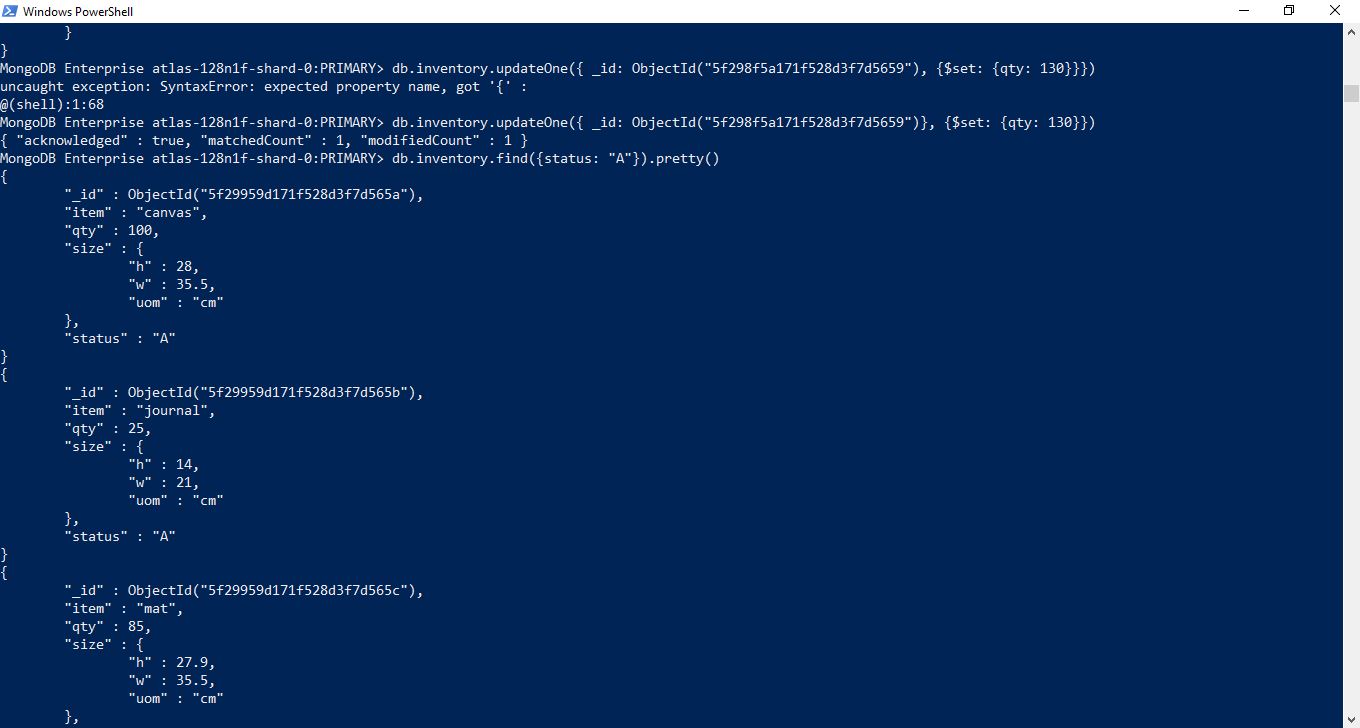 Windows PowerShell
        }
}
MongoDB Enterprise atlas-128n1f-shard-0:PRIMARY> db.inventory.updateOne({ _id: ObjectId("5f298f5a171f528d3f7d5659"), {$set: {qty: 130}}})
uncaught exception: SyntaxError: expected property name, got '{' :
@(shell):1:68
MongoDB Enterprise atlas-128n1f-shard-0:PRIMARY> db.inventory.updateOne({ _id: ObjectId("5f298f5a171f528d3f7d5659")}, {$set: {qty: 130}})
{ "acknowledged" : true, "matchedCount" : 1, "modifiedCount" : 1 }
MongoDB Enterprise atlas-128n1f-shard-0:PRIMARY> db.inventory.find({status: "A"}).pretty()
{
        "_id" : ObjectId("5f29959d171f528d3f7d565a"),
        "item" : "canvas",
        "qty" : 100,
        "size" : {
                "h" : 28,
                "w" : 35.5,
                "uom" : "cm"
        },
        "status" : "A"
}
{
        "_id" : ObjectId("5f29959d171f528d3f7d565b"),
        "item" : "journal",
        "qty" : 25,
        "size" : {
                "h" : 14,
                "w" : 21,
                "uom" : "cm"
        },
        "status" : "A"
}
{
        "_id" : ObjectId("5f29959d171f528d3f7d565c"),
        "item" : "mat",
        "qty" : 85,
        "size" : {
                "h" : 27.9,
                "w" : 35.5,
                "uom" : "cm"
        },